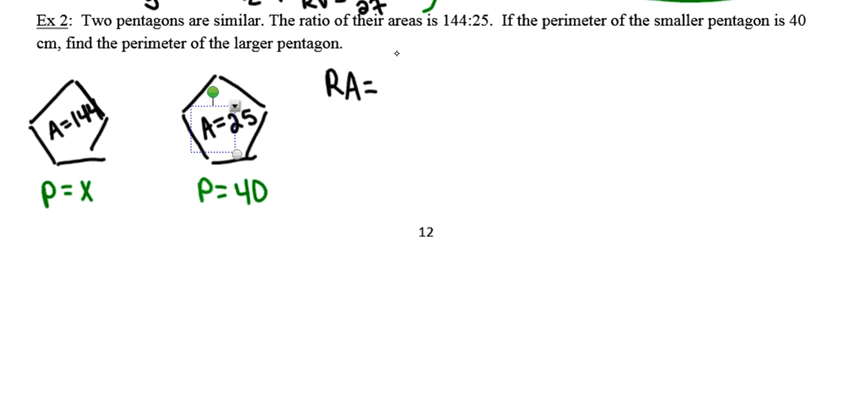 Ex 2: Two pentagons are similar. The ratio of their areas is 144:25. If the perimeter of the smaller pentagon is 40
cm, find the perimeter of the larger pentagon.
RA=
A=144
A=25
P=X
P=40
12